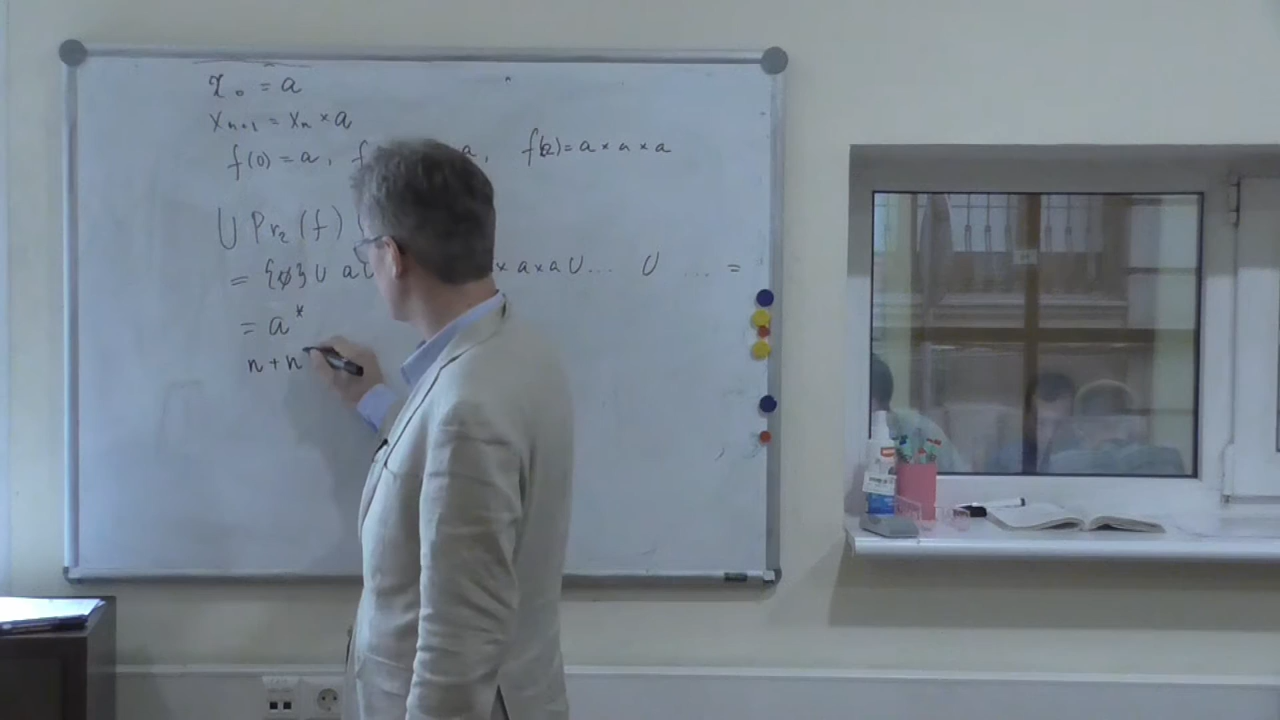 x₀ = a
xₙ₊₁ = xₙ × a
f(0) = a, f a, f(2) = a × a × a
∪ Pr₂(f) (
= {∅} ∪ a ∪ × a × a ∪ ... ∪ ... =
= a*
n + n